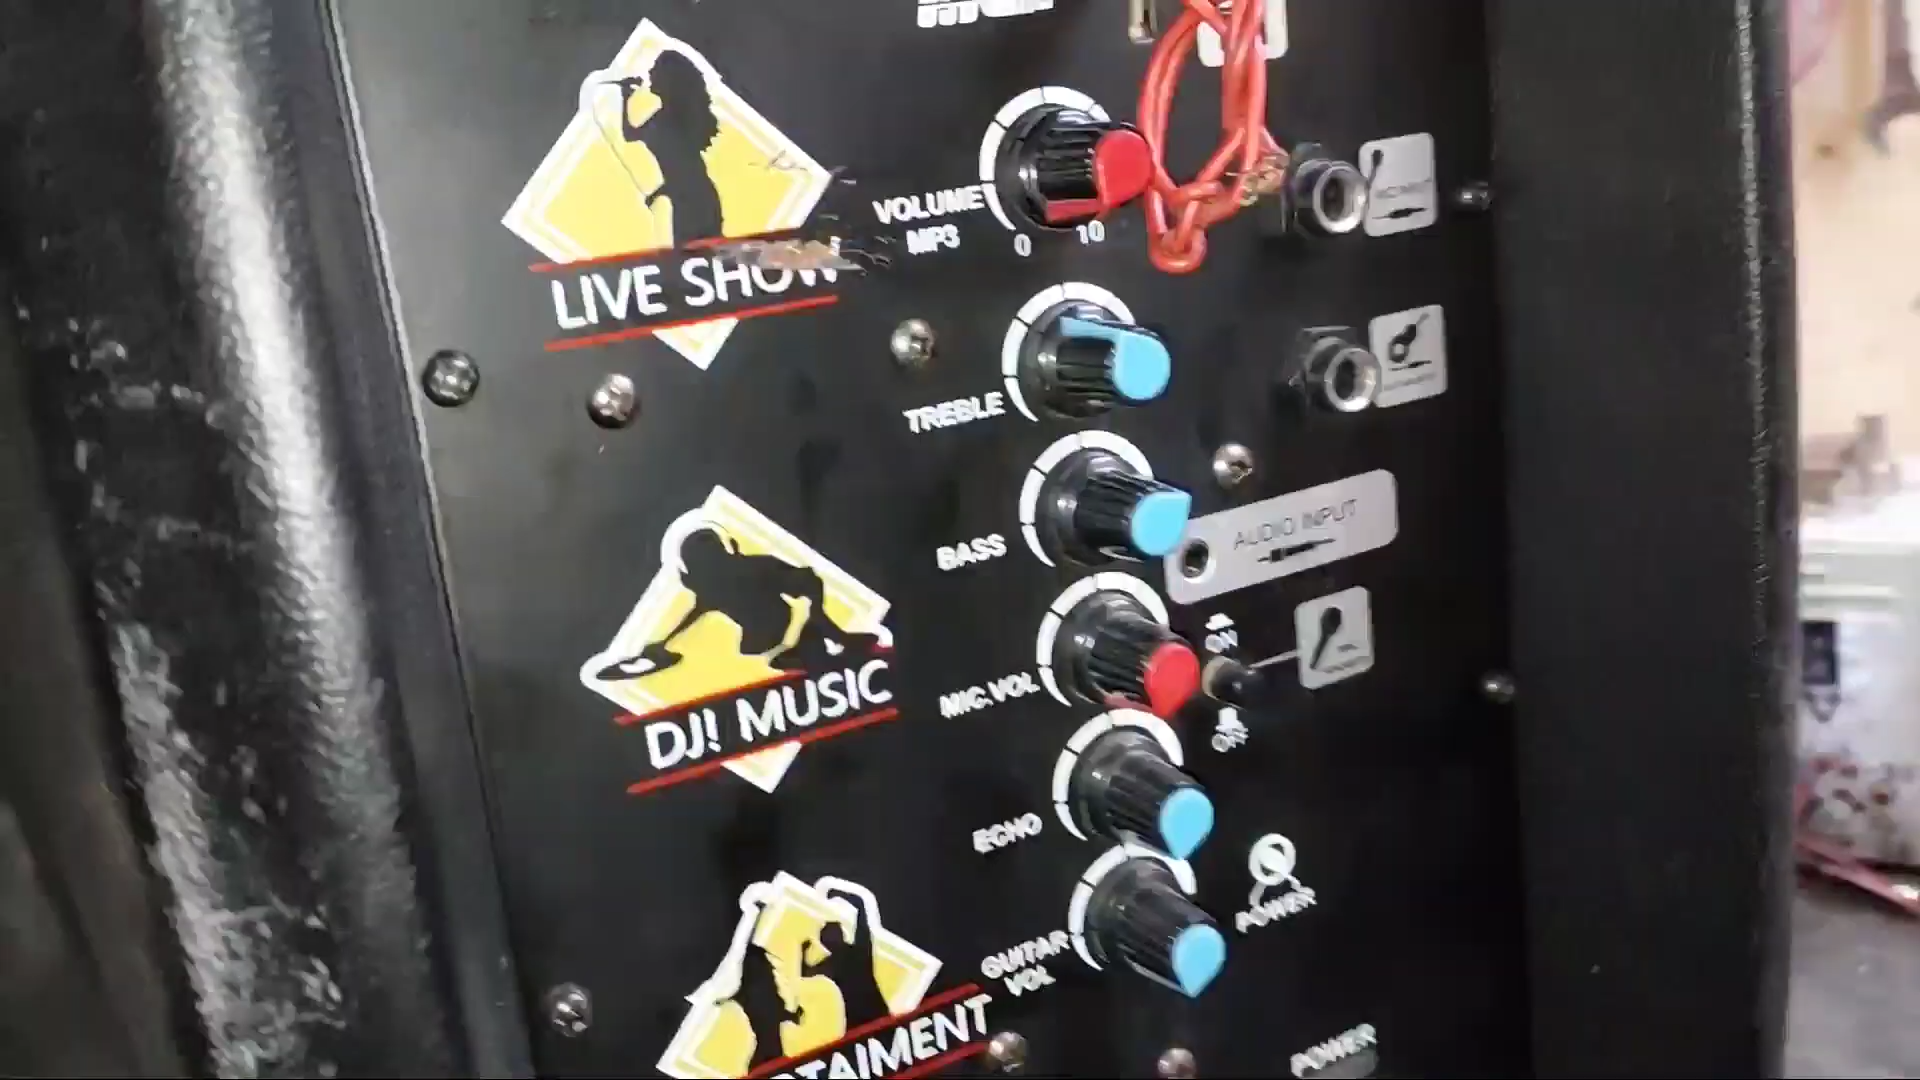 VOLUME
MP3
0 10
LIVE SHOW
TREBLE
AUDIO INPUT
BASS
ON
MIC.VOL
DJ! MUSIC
OFF
ECHO
POWER
GUITAR
VOL
TAIMENT
POWER